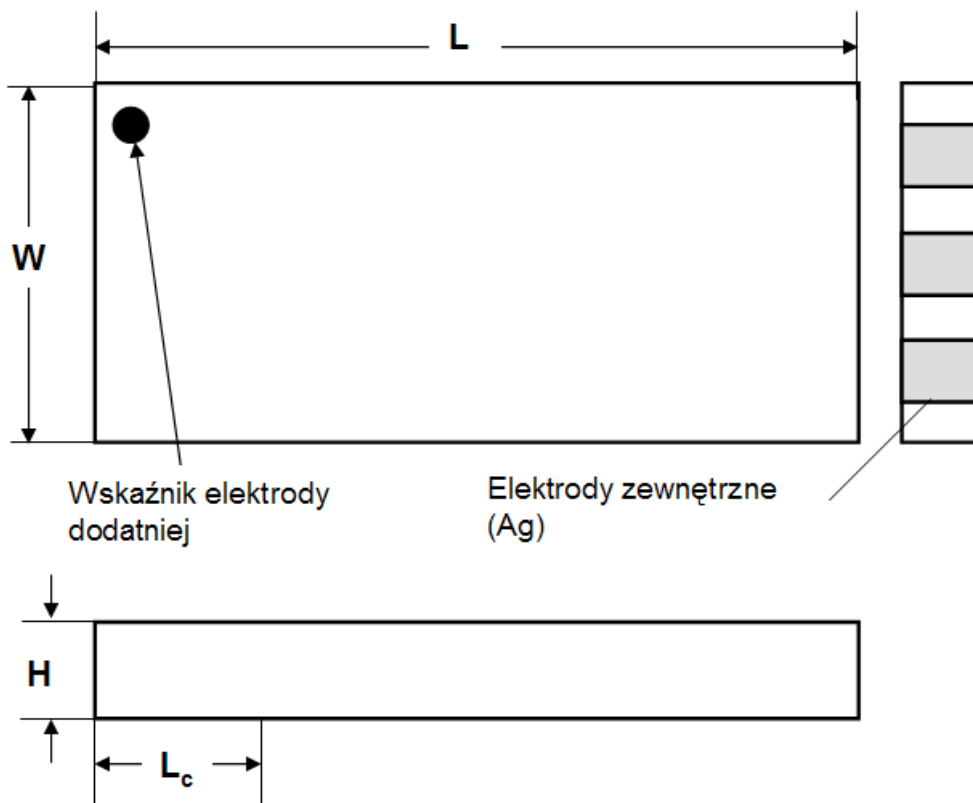 L
W
Wskaźnik elektrody
dodatniej
Elektrody zewnętrzne
(Ag)
H
Lc